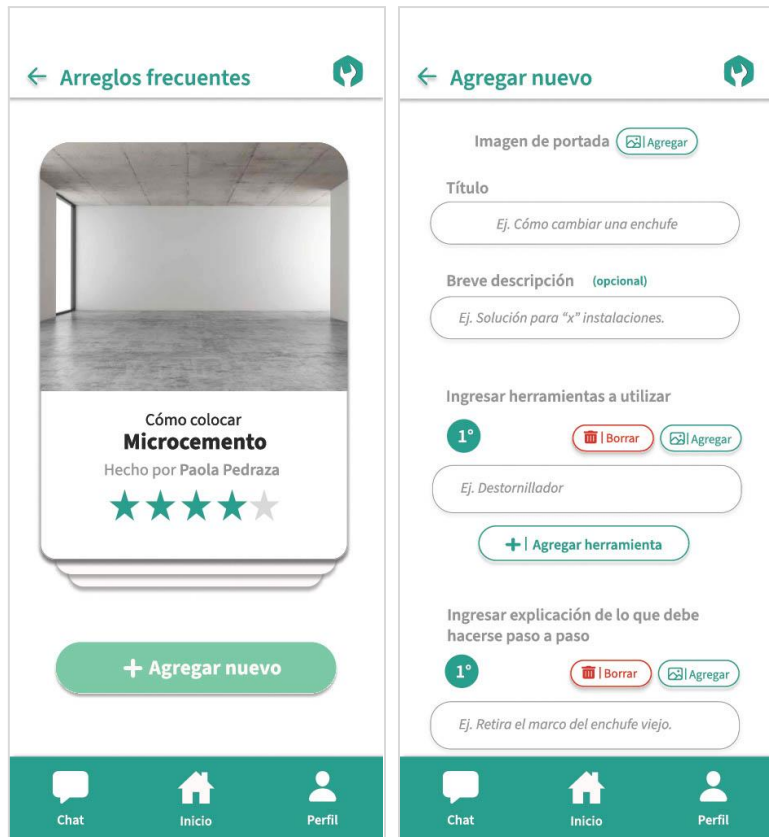 Arreglos frecuentes
Cómo colocar
Microcemento
Hecho por Paola Pedraza
+ Agregar nuevo
Chat
Inicio
Perfil
Agregar nuevo
Imagen de portada
Agregar
Título
Ej. Cómo cambiar una enchufe
Breve descripción (opcional)
Ej. Solución para “x” instalaciones.
Ingresar herramientas a utilizar
1°
Borrar
Agregar
Ej. Destornillador
+ | Agregar herramienta
Ingresar explicación de lo que debe
hacerse paso a paso
1°
Borrar
Agregar
Ej. Retira el marco del enchufe viejo.
Chat
Inicio
Perfil